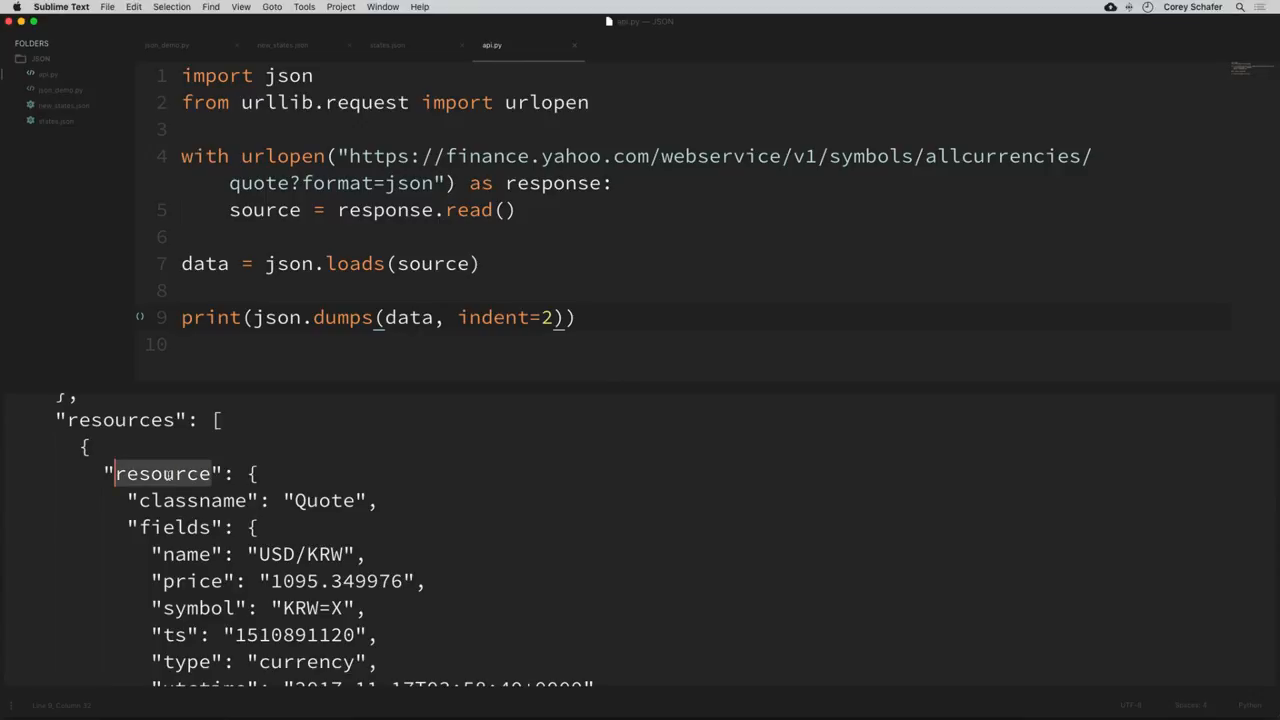 Sublime Text File Edit Selection Find View Goto Tools Project Window Help Corey Schafer
api.py — JSON
FOLDERS
JSON
api.py
json_demo.py
new_states.json
states.json
json_demo.py × new_states.json × states.json × api.py ×
1 import json
2 from urllib.request import urlopen
3
4 with urlopen("https://finance.yahoo.com/webservice/v1/symbols/allcurrencies/
quote?format=json") as response:
5 source = response.read()
6
7 data = json.loads(source)
8
9 print(json.dumps(data, indent=2))
10
},
"resources": [
{
"resource": {
"classname": "Quote",
"fields": {
"name": "USD/KRW",
"price": "1095.349976",
"symbol": "KRW=X",
"ts": "1510891120",
"type": "currency",
Line 9, Column 32 UTF-8 Python